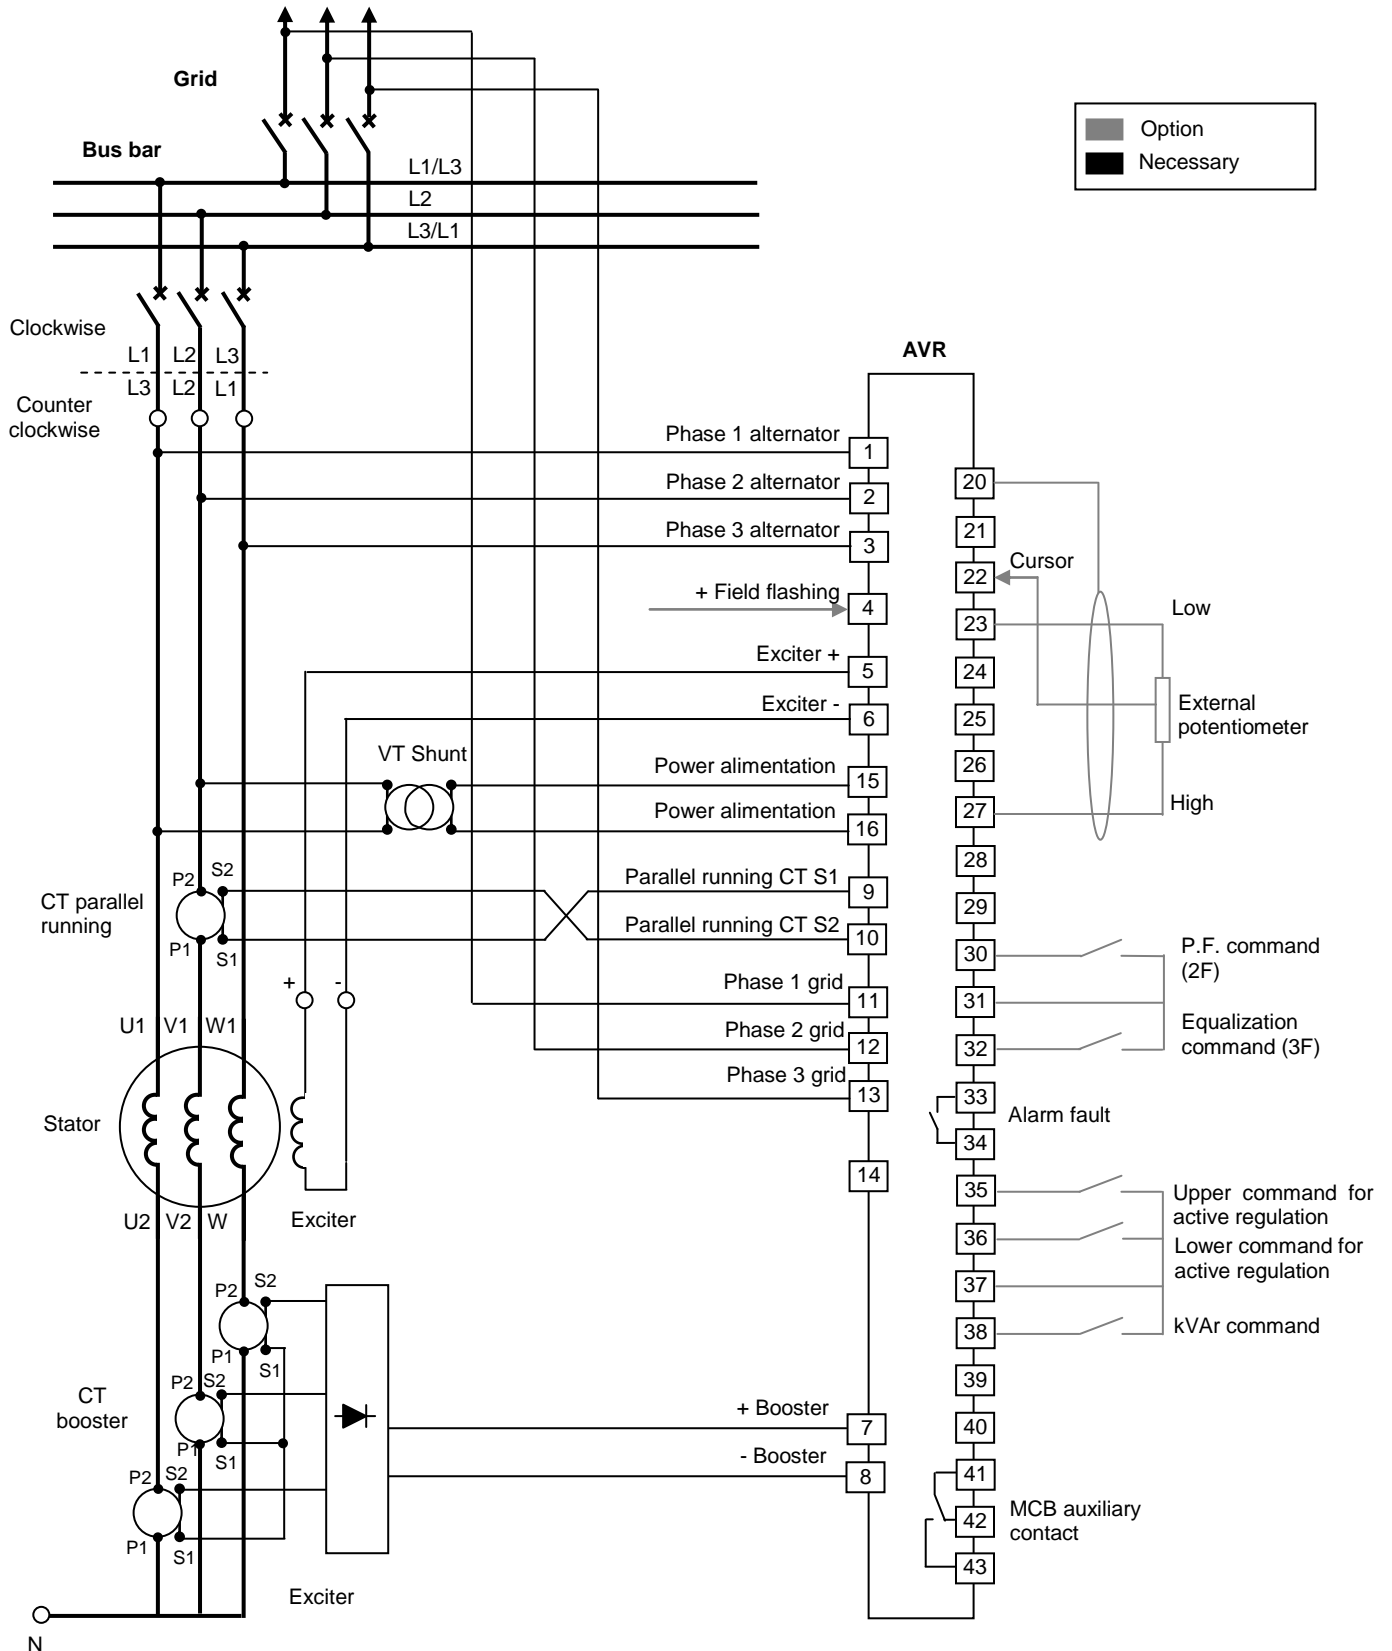 Grid
Option
Necessary
Bus bar
L1/L3
L2
L3/L1
Clockwise
L1 L2 L3
L3 L2 L1
Counter
clockwise
AVR
Phase 1 alternator
1
Phase 2 alternator
2
Phase 3 alternator
3
+ Field flashing
4
Exciter +
5
Exciter -
6
VT Shunt
Power alimentation
15
Power alimentation
16
CT parallel
running
P2 S2
P1 S1
Parallel running CT S1
9
Parallel running CT S2
10
+ -
Phase 1 grid
11
Phase 2 grid
12
Phase 3 grid
13
14
U1 V1 W1
Stator
U2 V2 W
Exciter
P2 S2
P1 S1
CT
booster
P2 S2
P1 S1
P2 S2
P1 S1
+ Booster
7
- Booster
8
Exciter
N
20
21
22
Cursor
23
Low
24
25
External
potentiometer
26
27
High
28
29
30
P.F. command
(2F)
31
32
Equalization
command (3F)
33
Alarm fault
34
35
Upper command for
active regulation
36
Lower command for
active regulation
37
38
kVAr command
39
40
41
42
MCB auxiliary
contact
43